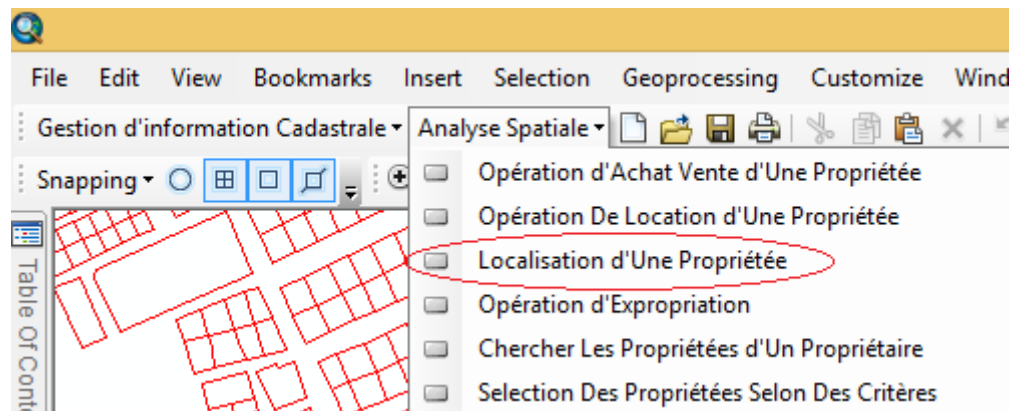 File Edit View Bookmarks Insert Selection Geoprocessing Customize Wind
Gestion d'information Cadastrale Analyse Spatiale
Snapping
Opération d'Achat Vente d'Une Propriétée
Opération De Location d'Une Propriétée
Localisation d'Une Propriétée
Opération d'Expropriation
Chercher Les Propriétées d'Un Propriétaire
Selection Des Propriétées Selon Des Critères
Table Of Conte